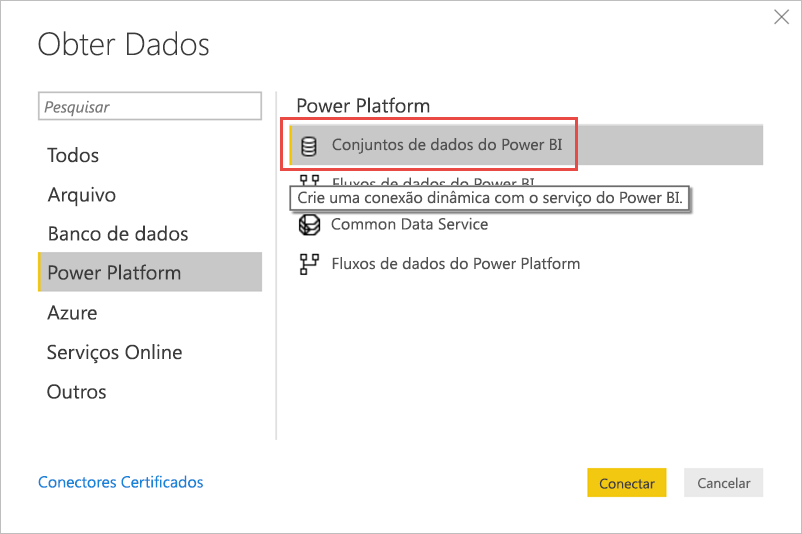 Obter Dados
Pesquisar
Todos
Arquivo
Banco de dados
Power Platform
Azure
Serviços Online
Outros
Power Platform
Conjuntos de dados do Power BI
Fluxos de dados do Power BI
Crie uma conexão dinâmica com o serviço do Power BI.
Common Data Service
Fluxos de dados do Power Platform
Conectores Certificados
Conectar
Cancelar